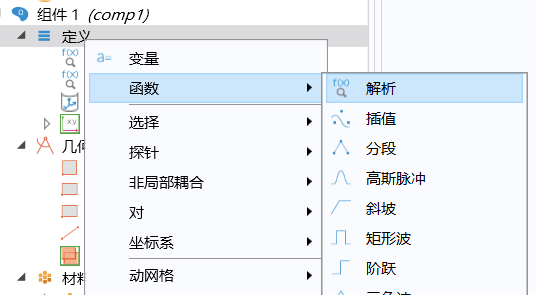 组件 1 (comp1)
定义
f(x)
f(x)
xy
几何
材料
a= 变量
函数
选择
探针
非局部耦合
对
坐标系
动网格
f(x) 解析
插值
分段
高斯脉冲
斜坡
矩形波
阶跃